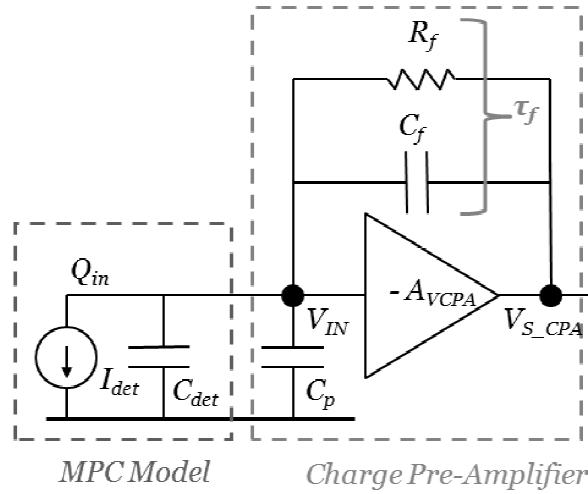 R_f
C_f
τ_f
Q_in
- A_VCPA
V_IN
V_S_CPA
I_det
C_det
C_p
MPC Model
Charge Pre-Amplifier